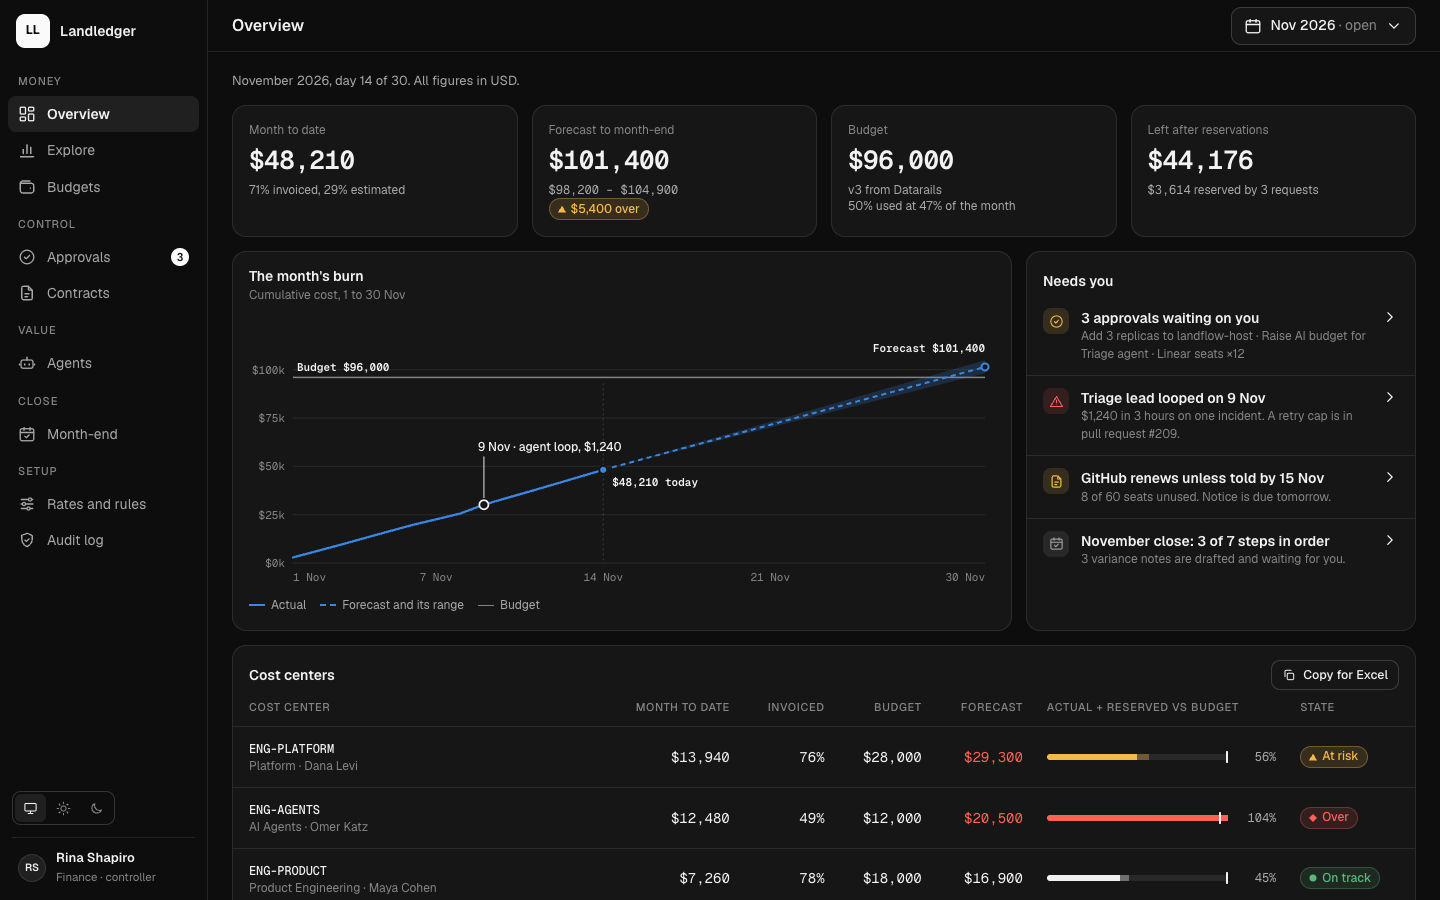 LL
Landledger
MONEY
Overview
Explore
Budgets
CONTROL
Approvals
3
Contracts
VALUE
Agents
CLOSE
Month-end
SETUP
Rates and rules
Audit log
RS
Rina Shapiro
Finance · controller
Overview
Nov 2026 · open
November 2026, day 14 of 30. All figures in USD.
Month to date
$48,210
71% invoiced, 29% estimated
Forecast to month-end
$101,400
$98,200 – $104,900
$5,400 over
Budget
$96,000
v3 from Datarails
50% used at 47% of the month
Left after reservations
$44,176
$3,614 reserved by 3 requests
The month's burn
Cumulative cost, 1 to 30 Nov
Forecast $101,400
$100k
Budget $96,000
$75k
9 Nov · agent loop, $1,240
$50k
$48,210 today
$25k
$0k
1 Nov
7 Nov
14 Nov
21 Nov
30 Nov
Actual
Forecast and its range
Budget
Needs you
3 approvals waiting on you
Add 3 replicas to landflow-host · Raise AI budget for
Triage agent · Linear seats ×12
Triage lead looped on 9 Nov
$1,240 in 3 hours on one incident. A retry cap is in
pull request #209.
GitHub renews unless told by 15 Nov
8 of 60 seats unused. Notice is due tomorrow.
November close: 3 of 7 steps in order
3 variance notes are drafted and waiting for you.
Cost centers
Copy for Excel
COST CENTER MONTH TO DATE INVOICED BUDGET FORECAST ACTUAL + RESERVED VS BUDGET STATE
ENG-PLATFORM
Platform · Dana Levi
$13,940 76% $28,000 $29,300 56% At risk
ENG-AGENTS
AI Agents · Omer Katz
$12,480 49% $12,000 $20,500 104% Over
ENG-PRODUCT
Product Engineering · Maya Cohen
$7,260 78% $18,000 $16,900 45% On track